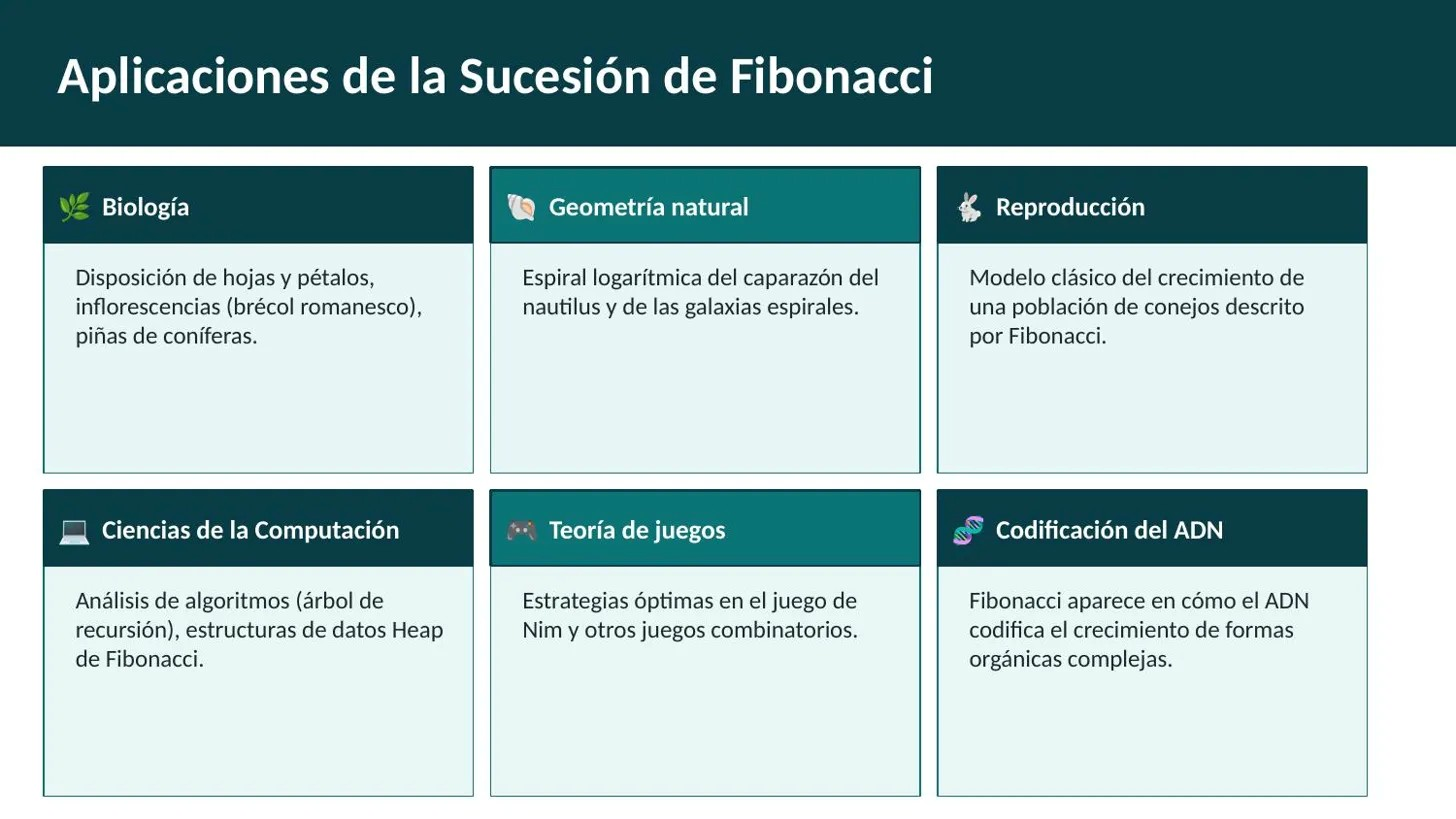 Aplicaciones de la Sucesión de Fibonacci
🌿 Biología
Disposición de hojas y pétalos,
inflorescencias (brécol romanesco),
piñas de coníferas.
🐚 Geometría natural
Espiral logarítmica del caparazón del
nautilus y de las galaxias espirales.
🐇 Reproducción
Modelo clásico del crecimiento de
una población de conejos descrito
por Fibonacci.
💻 Ciencias de la Computación
Análisis de algoritmos (árbol de
recursión), estructuras de datos Heap
de Fibonacci.
🎮 Teoría de juegos
Estrategias óptimas en el juego de
Nim y otros juegos combinatorios.
🧬 Codificación del ADN
Fibonacci aparece en cómo el ADN
codifica el crecimiento de formas
orgánicas complejas.